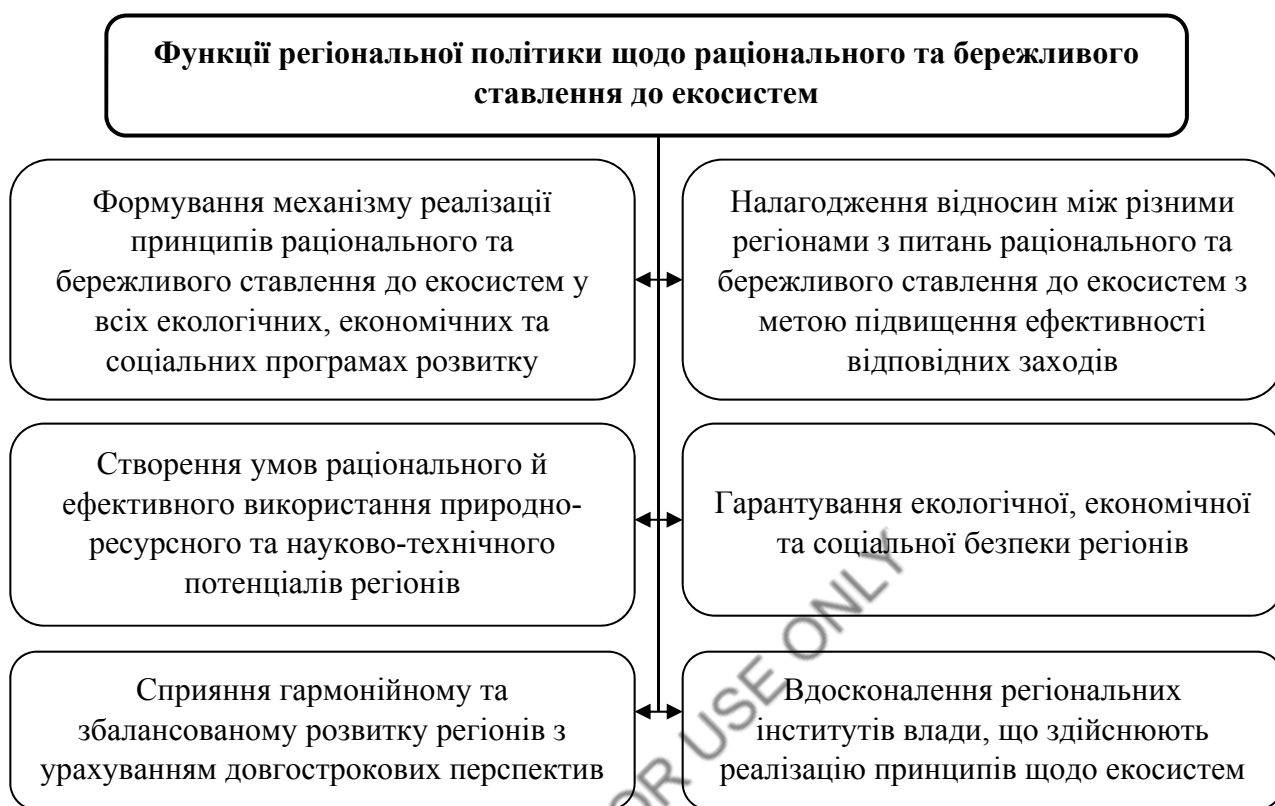 Функції регіональної політики щодо раціонального та бережливого
ставлення до екосистем
Формування механізму реалізації
принципів раціонального та
бережливого ставлення до екосистем у
всіх екологічних, економічних та
соціальних програмах розвитку
Налагодження відносин між різними
регіонами з питань раціонального та
бережливого ставлення до екосистем з
метою підвищення ефективності
відповідних заходів
Створення умов раціонального й
ефективного використання природно-
ресурсного та науково-технічного
потенціалів регіонів
Гарантування екологічної, економічної
та соціальної безпеки регіонів
Сприяння гармонійному та
збалансованому розвитку регіонів з
урахуванням довгострокових перспектив
Вдосконалення регіональних
інститутів влади, що здійснюють
реалізацію принципів щодо екосистем
OR USE ONLY